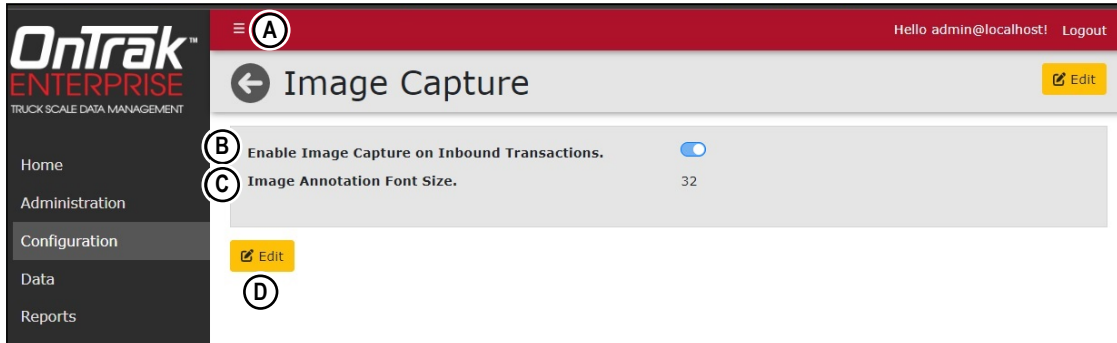 OnTrak™
ENTERPRISE
TRUCK SCALE DATA MANAGEMENT
A
Hello admin@localhost! Logout
Image Capture
Edit
Home
Administration
Configuration
Data
Reports
B Enable Image Capture on Inbound Transactions.
C Image Annotation Font Size. 32
Edit
D